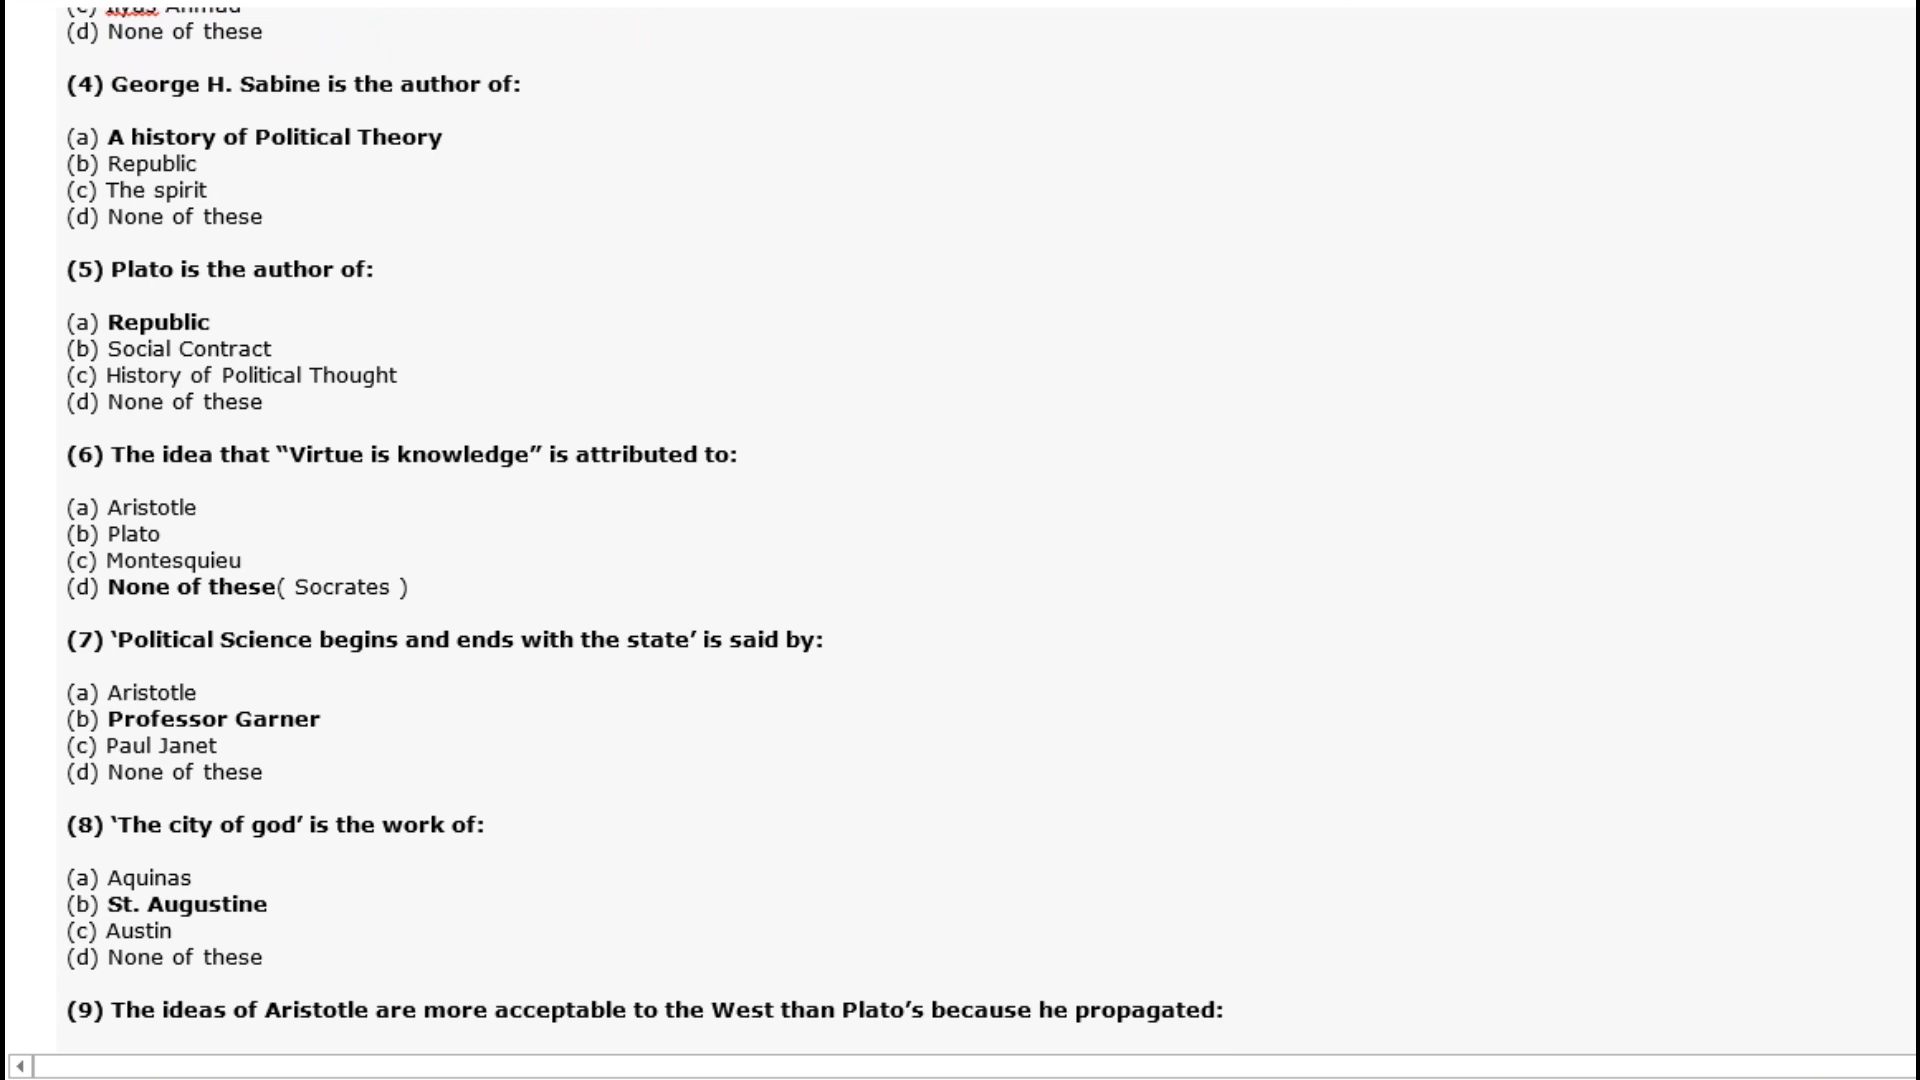 (d) None of these
(4) George H. Sabine is the author of:
(a) A history of Political Theory
(b) Republic
(c) The spirit
(d) None of these
(5) Plato is the author of:
(a) Republic
(b) Social Contract
(c) History of Political Thought
(d) None of these
(6) The idea that “Virtue is knowledge” is attributed to:
(a) Aristotle
(b) Plato
(c) Montesquieu
(d) None of these( Socrates )
(7) ‘Political Science begins and ends with the state’ is said by:
(a) Aristotle
(b) Professor Garner
(c) Paul Janet
(d) None of these
(8) ‘The city of god’ is the work of:
(a) Aquinas
(b) St. Augustine
(c) Austin
(d) None of these
(9) The ideas of Aristotle are more acceptable to the West than Plato’s because he propagated: